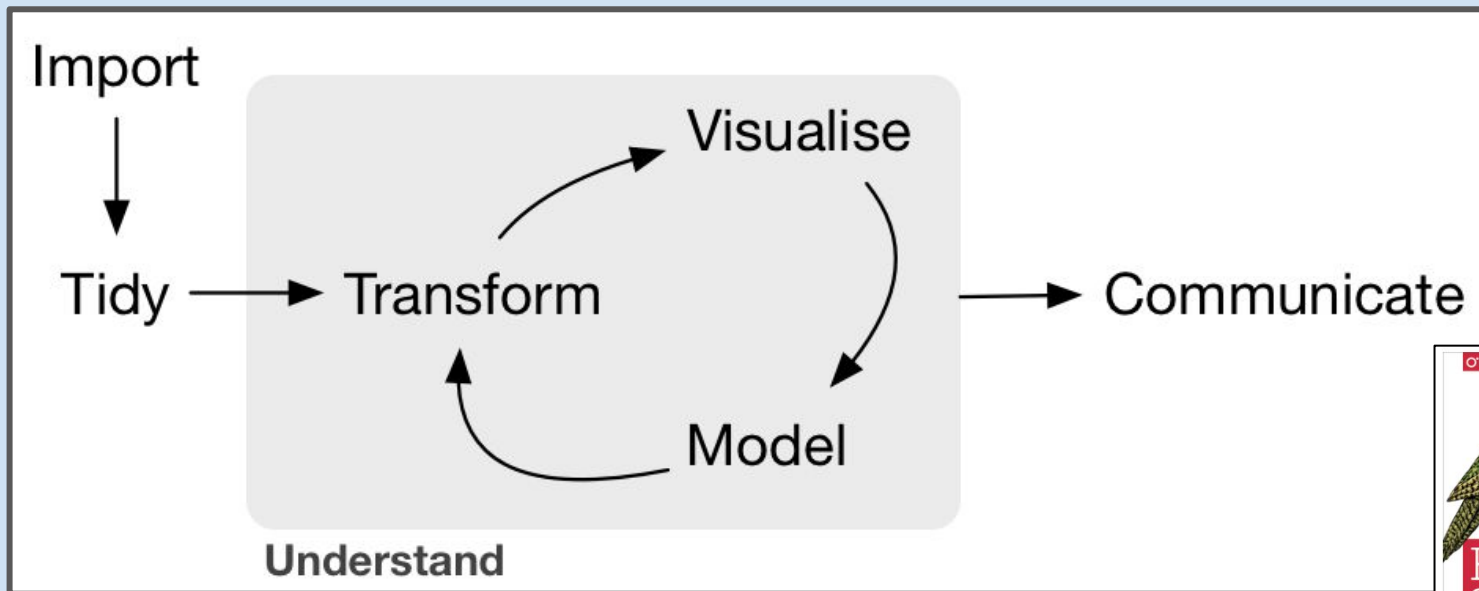 Import
Visualise
Tidy
Transform
Communicate
Model
Understand